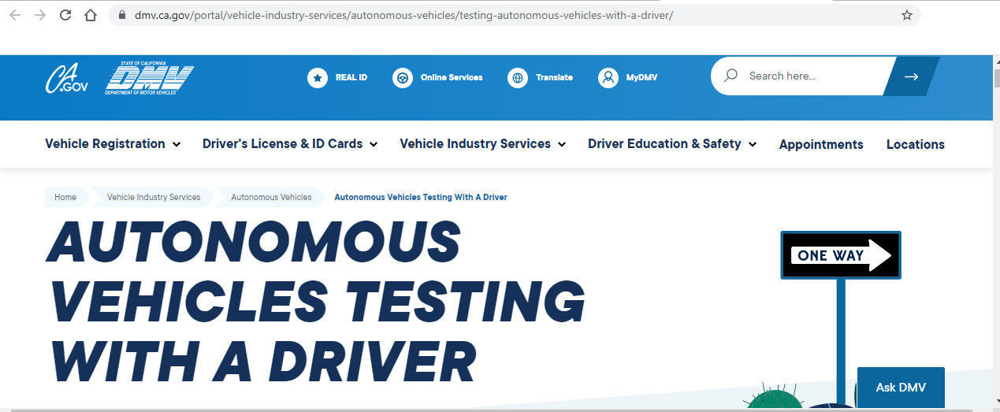 dmv.ca.gov/portal/vehicle-industry-services/autonomous-vehicles/testing-autonomous-vehicles-with-a-driver/
CA.GOV
STATE OF CALIFORNIA
DMV
DEPARTMENT OF MOTOR VEHICLES
REAL ID
Online Services
Translate
MyDMV
Search here...
Vehicle Registration
Driver's License & ID Cards
Vehicle Industry Services
Driver Education & Safety
Appointments
Locations
Home
Vehicle Industry Services
Autonomous Vehicles
Autonomous Vehicles Testing With A Driver
AUTONOMOUS
VEHICLES TESTING
WITH A DRIVER
ONE WAY
Ask DMV